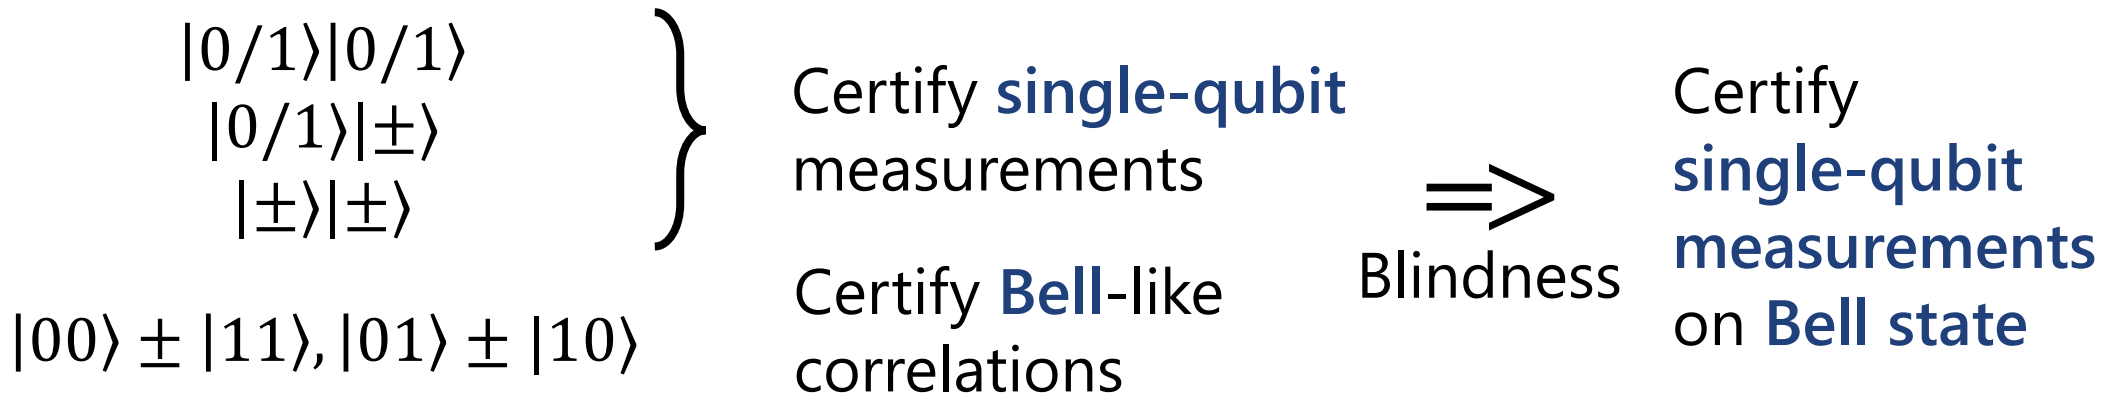 |0/1⟩|0/1⟩
|0/1⟩|±⟩
|±⟩|±⟩
|00⟩ ± |11⟩, |01⟩ ± |10⟩
Certify single-qubit
measurements
Certify Bell-like
correlations
⇒
Blindness
Certify
single-qubit
measurements
on Bell state